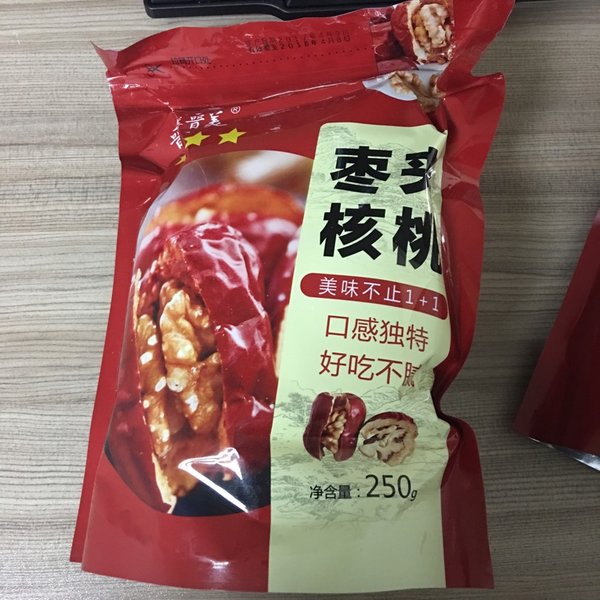 枣夹
核桃
美味不止1+1
口感独特
好吃不腻
净含量:250g